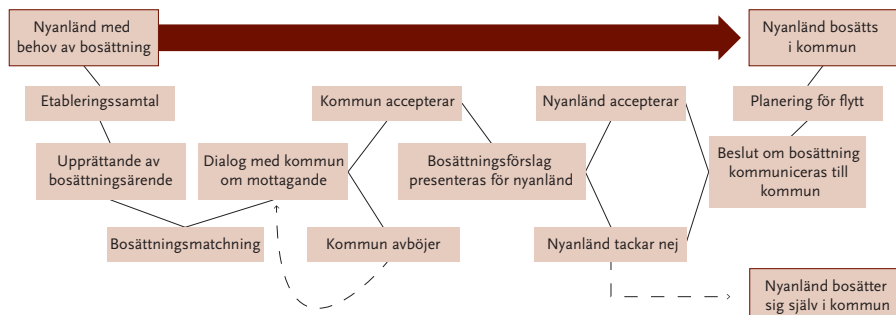 Nyanländ med
behov av bosättning
Nyanländ bosätts
i kommun
Etableringssamtal
Kommun accepterar
Nyanländ accepterar
Planering för flytt
Upprättande av
bosättningsärende
Dialog med kommun
om mottagande
Bosättningsförslag
presenteras för nyanländ
Beslut om bosättning
kommuniceras till
kommun
Bosättningsmatchning
Kommun avböjer
Nyanländ tackar nej
Nyanländ bosätter
sig själv i kommun